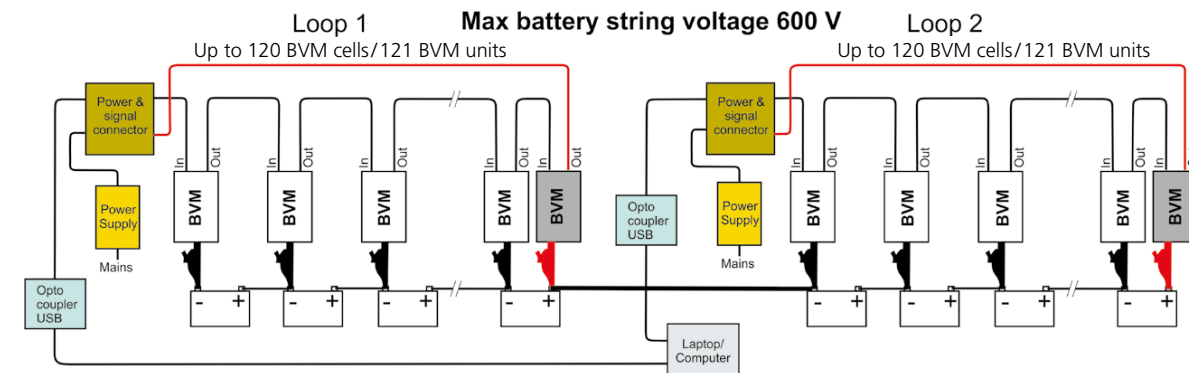 Loop 1
Max battery string voltage 600 V
Loop 2
Up to 120 BVM cells/121 BVM units
Up to 120 BVM cells/121 BVM units
Power &
signal
connector
In
Out
In
Out
In
Out
In
Out
In
Out
BVM
BVM
BVM
BVM
BVM
Power
Supply
Mains
Opto
coupler
USB
- +
- +
- +
- +
Power &
signal
connector
In
Out
In
Out
In
Out
In
Out
In
BVM
BVM
BVM
BVM
BVM
Opto
coupler
USB
Power
Supply
Mains
- +
- +
- +
- +
Laptop/
Computer